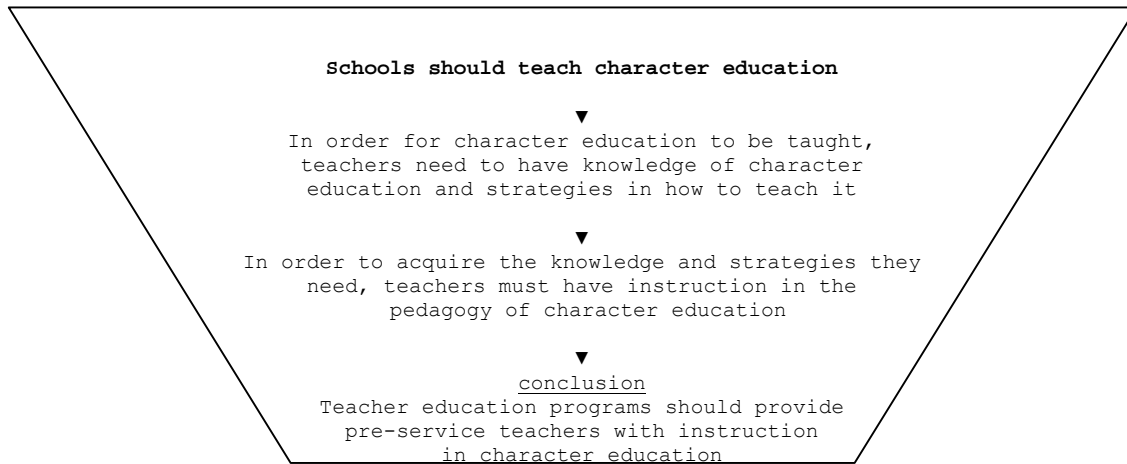 Schools should teach character education
▼
In order for character education to be taught,
teachers need to have knowledge of character
education and strategies in how to teach it
▼
In order to acquire the knowledge and strategies they
need, teachers must have instruction in the
pedagogy of character education
▼
conclusion
Teacher education programs should provide
pre-service teachers with instruction
in character education